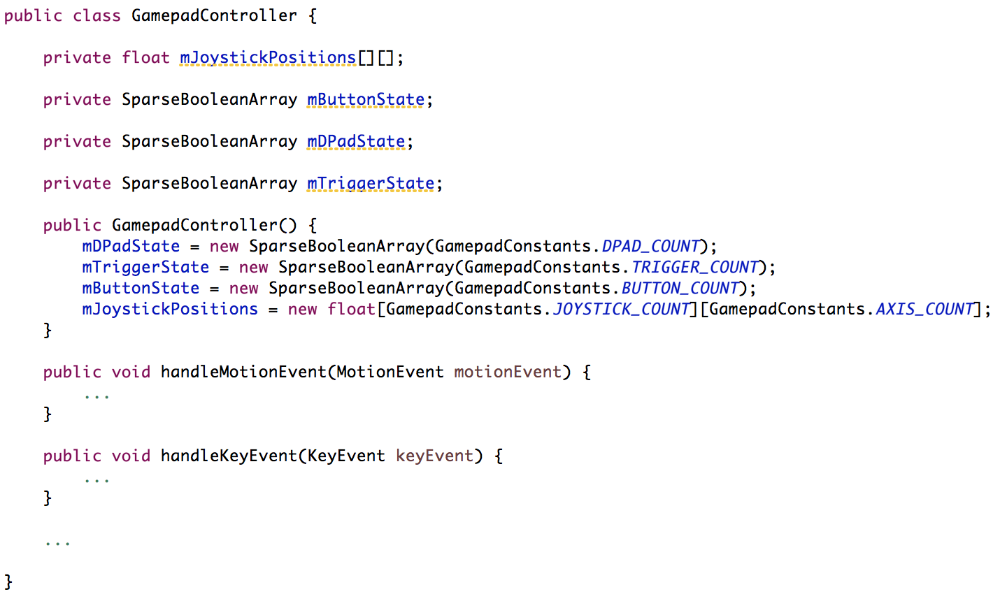 public class GamepadController {
private float mJoystickPositions[][];
private SparseBooleanArray mButtonState;
private SparseBooleanArray mDPadState;
private SparseBooleanArray mTriggerState;
public GamepadController() {
mDPadState = new SparseBooleanArray(GamepadConstants.DPAD_COUNT);
mTriggerState = new SparseBooleanArray(GamepadConstants.TRIGGER_COUNT);
mButtonState = new SparseBooleanArray(GamepadConstants.BUTTON_COUNT);
mJoystickPositions = new float[GamepadConstants.JOYSTICK_COUNT][GamepadConstants.AXIS_COUNT];
}
public void handleMotionEvent(MotionEvent motionEvent) {
...
}
public void handleKeyEvent(KeyEvent keyEvent) {
...
}
...
}